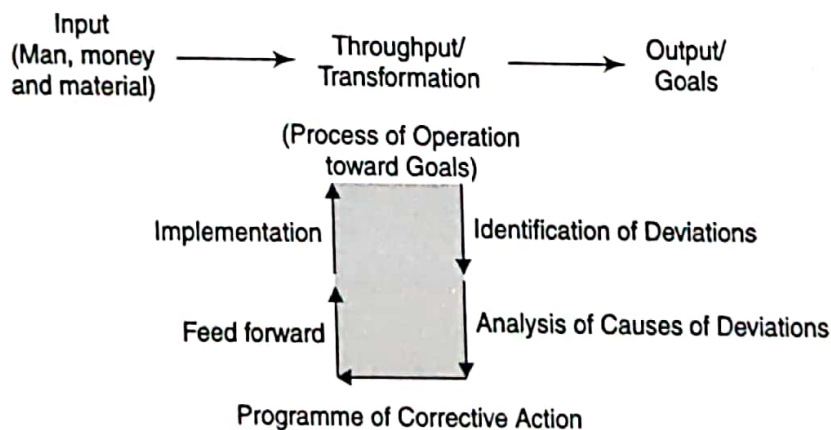 Input
(Man, money
and material)
Throughput/
Transformation
Output/
Goals
(Process of Operation
toward Goals)
Implementation
Identification of Deviations
Feed forward
Analysis of Causes of Deviations
Programme of Corrective Action